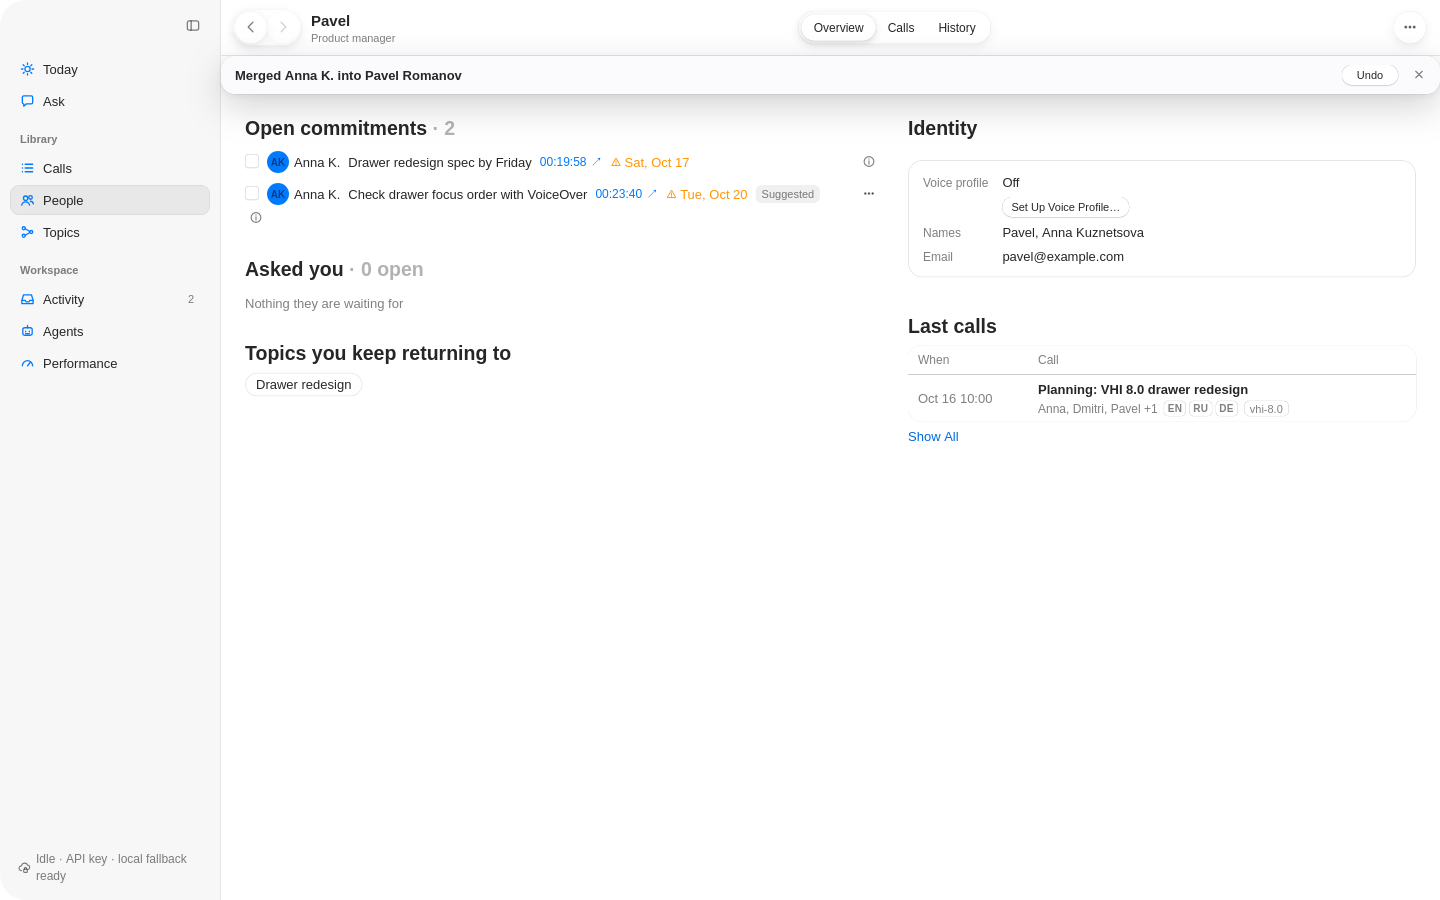 Pavel
Product manager
Overview Calls History
Today
Ask
Library
Calls
People
Topics
Workspace
Activity 2
Agents
Performance
Idle · API key · local fallback
ready
Merged Anna K. into Pavel Romanov Undo
Open commitments · 2
AK Anna K. Drawer redesign spec by Friday 00:19:58 Sat, Oct 17
AK Anna K. Check drawer focus order with VoiceOver 00:23:40 Tue, Oct 20 Suggested
Asked you · 0 open
Nothing they are waiting for
Topics you keep returning to
Drawer redesign
Identity
Voice profile Off
Set Up Voice Profile…
Names Pavel, Anna Kuznetsova
Email pavel@example.com
Last calls
When Call
Oct 16 10:00 Planning: VHI 8.0 drawer redesign
Anna, Dmitri, Pavel +1 EN RU DE vhi-8.0
Show All